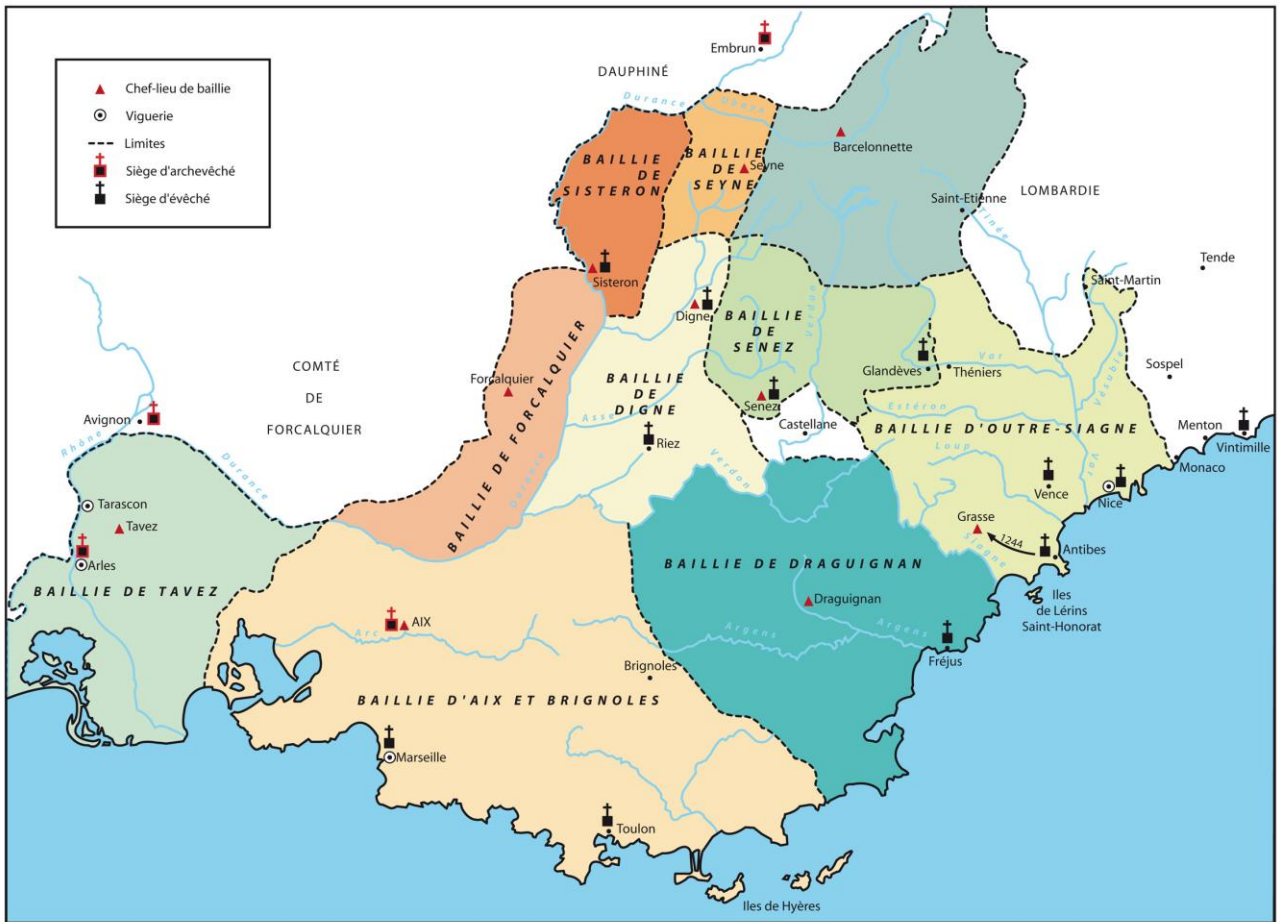 Chef-lieu de baillie
Viguerie
Limites
Siège d'archevêché
Siège d'évêché
Embrun
DAUPHINÉ
Durance
Ubaye
BAILLIE
DE
SISTERON
BAILLIE
DE
SEYNE
Seyne
Barcelonnette
LOMBARDIE
Saint-Etienne
Trinée
Tende
Saint-Martin
Sisteron
Digne
BAILLIE
DE
SENEZ
Verdon
Glandèves
Théniers
Var
Vésuble
Sospel
COMTÉ
DE
FORCALQUIER
Forcalquier
BAILLIE DE FORCALQUIER
BAILLIE
DE
DIGNE
Asse
Senez
Castellane
Riez
Verdon
Durance
Estéron
BAILLIE D'OUTRE-SIAGNE
Loup
Var
Menton
Vintimille
Monaco
Vence
Nice
Grasse
1244
Antibes
Siagne
Iles
de Lérins
Saint-Honorat
Avignon
Rhône
Durance
Tarascon
Tavez
Arles
BAILLIE DE TAVEZ
BAILLIE DE DRAGUIGNAN
Draguignan
Argens
Argens
Fréjus
Arc
AIX
Brignoles
BAILLIE D'AIX ET BRIGNOLES
Marseille
Toulon
Iles de Hyères